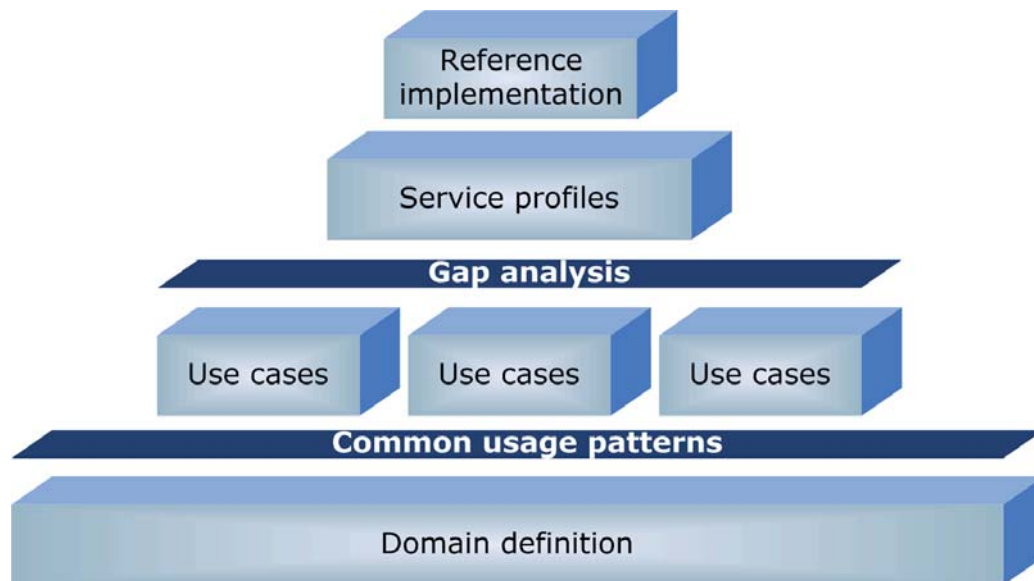 Reference
implementation
Service profiles
Gap analysis
Use cases
Use cases
Use cases
Common usage patterns
Domain definition